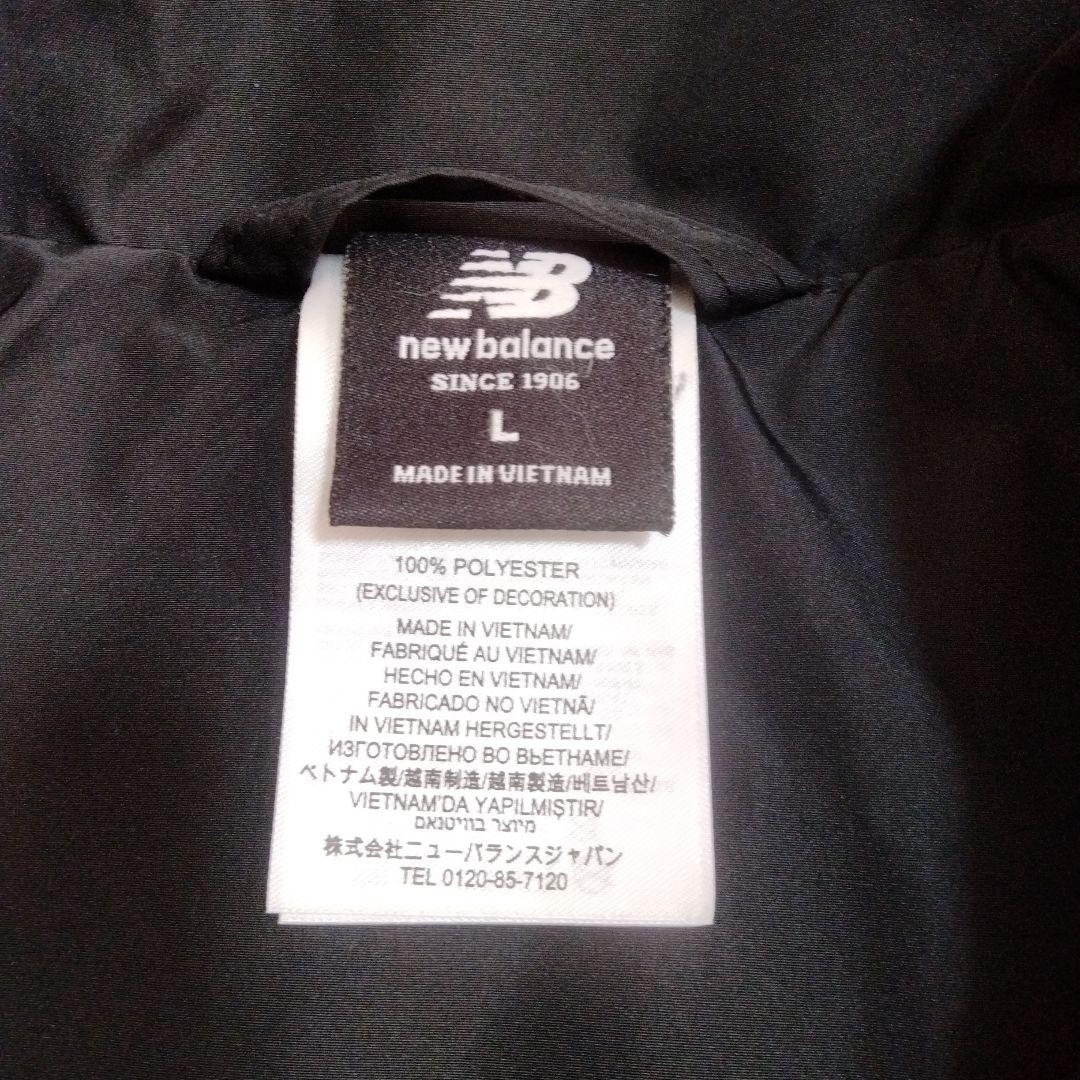 NB
new balance
SINCE 1906
L
MADE IN VIETNAM
100% POLYESTER
(EXCLUSIVE OF DECORATION)
MADE IN VIETNAM/
FABRIQUÉ AU VIETNAM/
HECHO EN VIETNAM/
FABRICADO NO VIETNÃ/
IN VIETNAM HERGESTELLT/
ИЗГОТОВЛЕНО ВО ВЬЕТНАМЕ/
ベトナム製/越南制造/越南製造/베트남산/
VIETNAM'DA YAPILMIŞTIR/
מיוצר בוויטנאם
株式会社ニューバランスジャパン
TEL 0120-85-7120